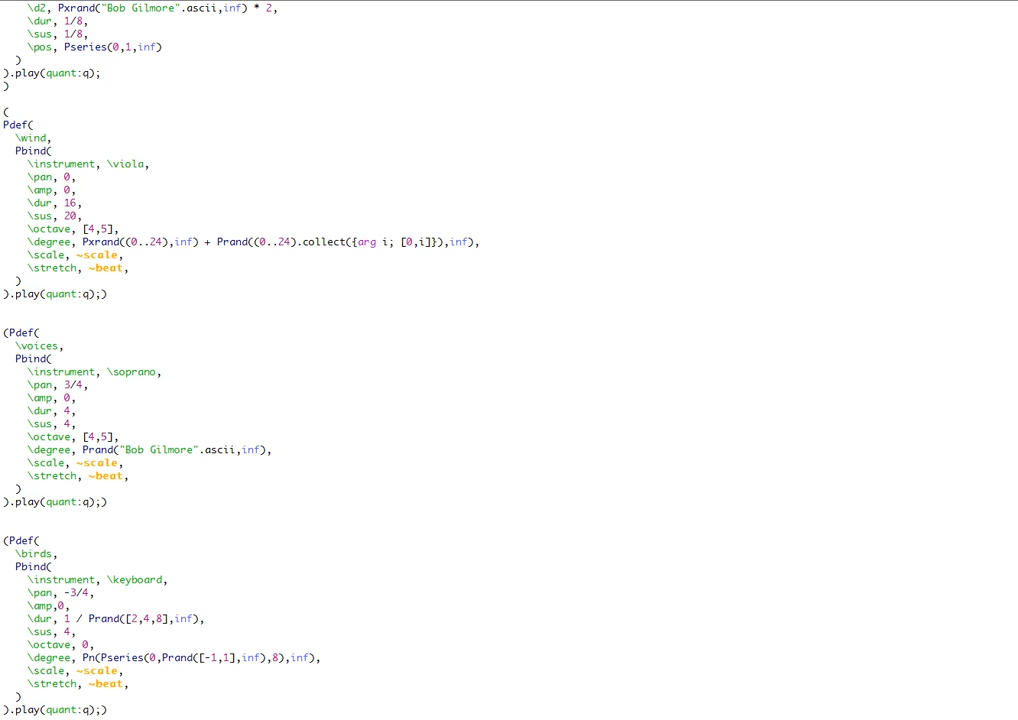 \d2, Pxrand("Bob Gilmore".ascii,inf) * 2,
\dur, 1/8,
\sus, 1/8,
\pos, Pseries(0,1,inf)
)
).play(quant:q);
)
(
Pdef(
\wind,
Pbind(
\instrument, \viola,
\pan, 0,
\amp, 0,
\dur, 16,
\sus, 20,
\octave, [4,5],
\degree, Pxrand((0..24),inf) + Prand((0..24).collect({arg i; [0,i]}),inf),
\scale, ~scale,
\stretch, ~beat,
)
).play(quant:q);)
(Pdef(
\voices,
Pbind(
\instrument, \soprano,
\pan, 3/4,
\amp, 0,
\dur, 4,
\sus, 4,
\octave, [4,5],
\degree, Prand("Bob Gilmore".ascii,inf),
\scale, ~scale,
\stretch, ~beat,
)
).play(quant:q);)
(Pdef(
\birds,
Pbind(
\instrument, \keyboard,
\pan, -3/4,
\amp,0,
\dur, 1 / Prand([2,4,8],inf),
\sus, 4,
\octave, 0,
\degree, Pn(Pseries(0,Prand([-1,1],inf),8),inf),
\scale, ~scale,
\stretch, ~beat,
)
).play(quant:q);)